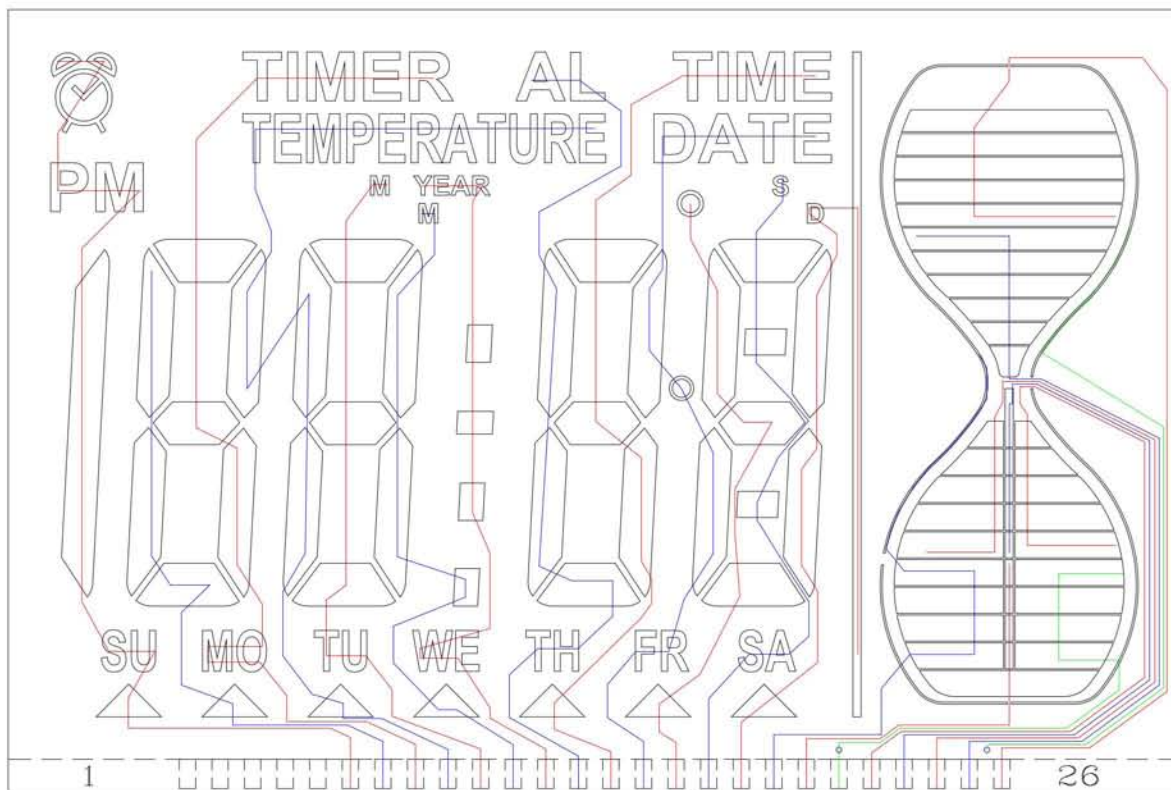 TIMER AL TIME
TEMPERATURE DATE
PM
M YEAR S
M D
SU MO TU WE TH FR SA
1 26